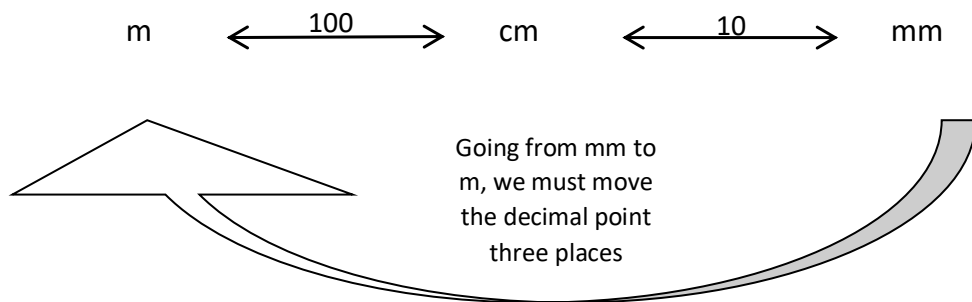 m 100 cm 10 mm
Going from mm to
m, we must move
the decimal point
three places